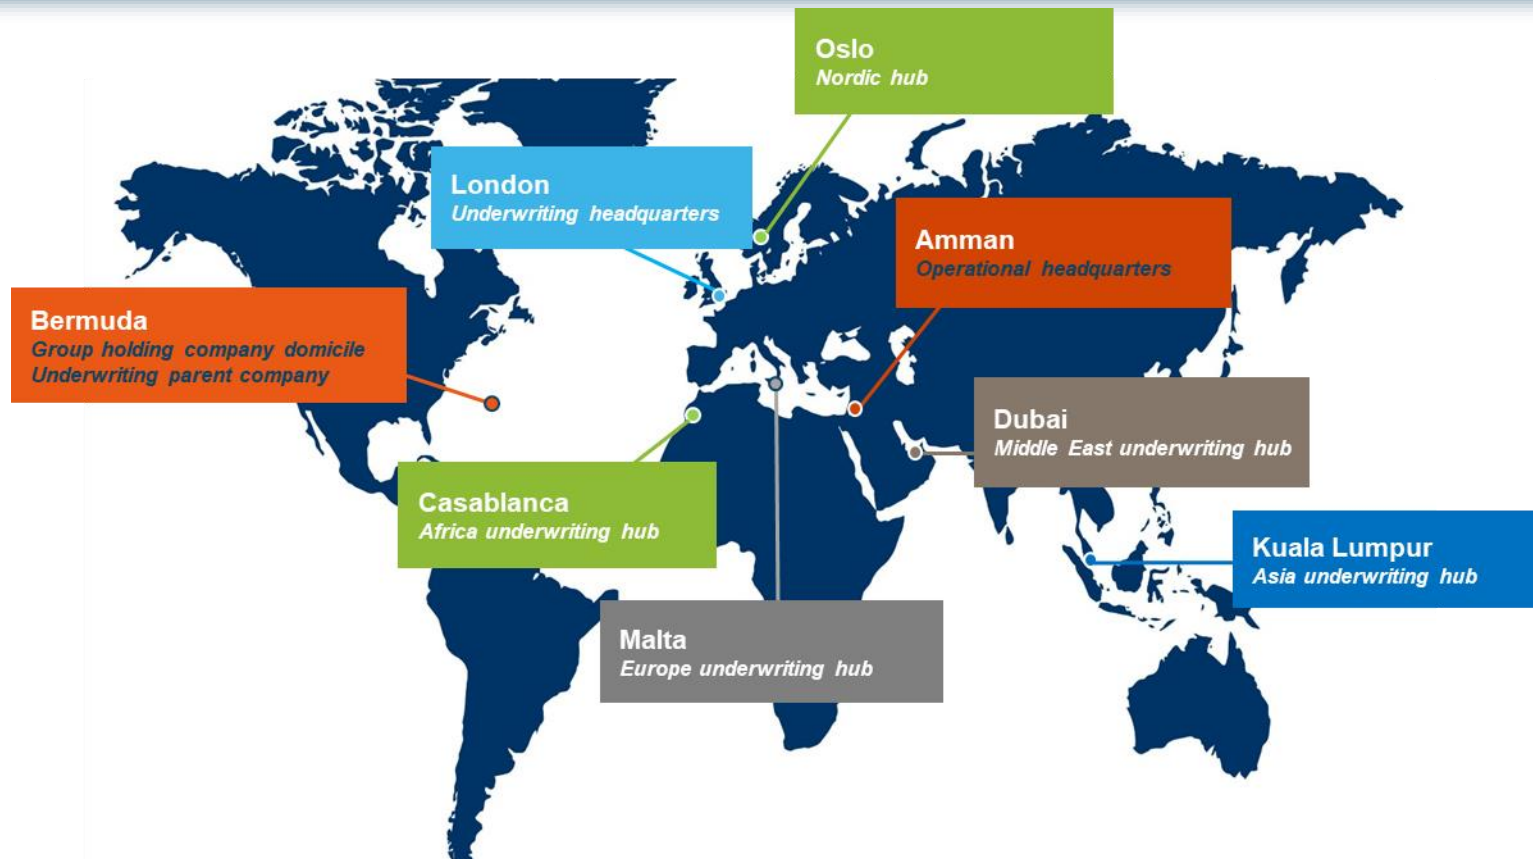 Oslo
Nordic hub
London
Underwriting headquarters
Amman
Operational headquarters
Bermuda
Group holding company domicile
Underwriting parent company
Dubai
Middle East underwriting hub
Casablanca
Africa underwriting hub
Kuala Lumpur
Asia underwriting hub
Malta
Europe underwriting hub